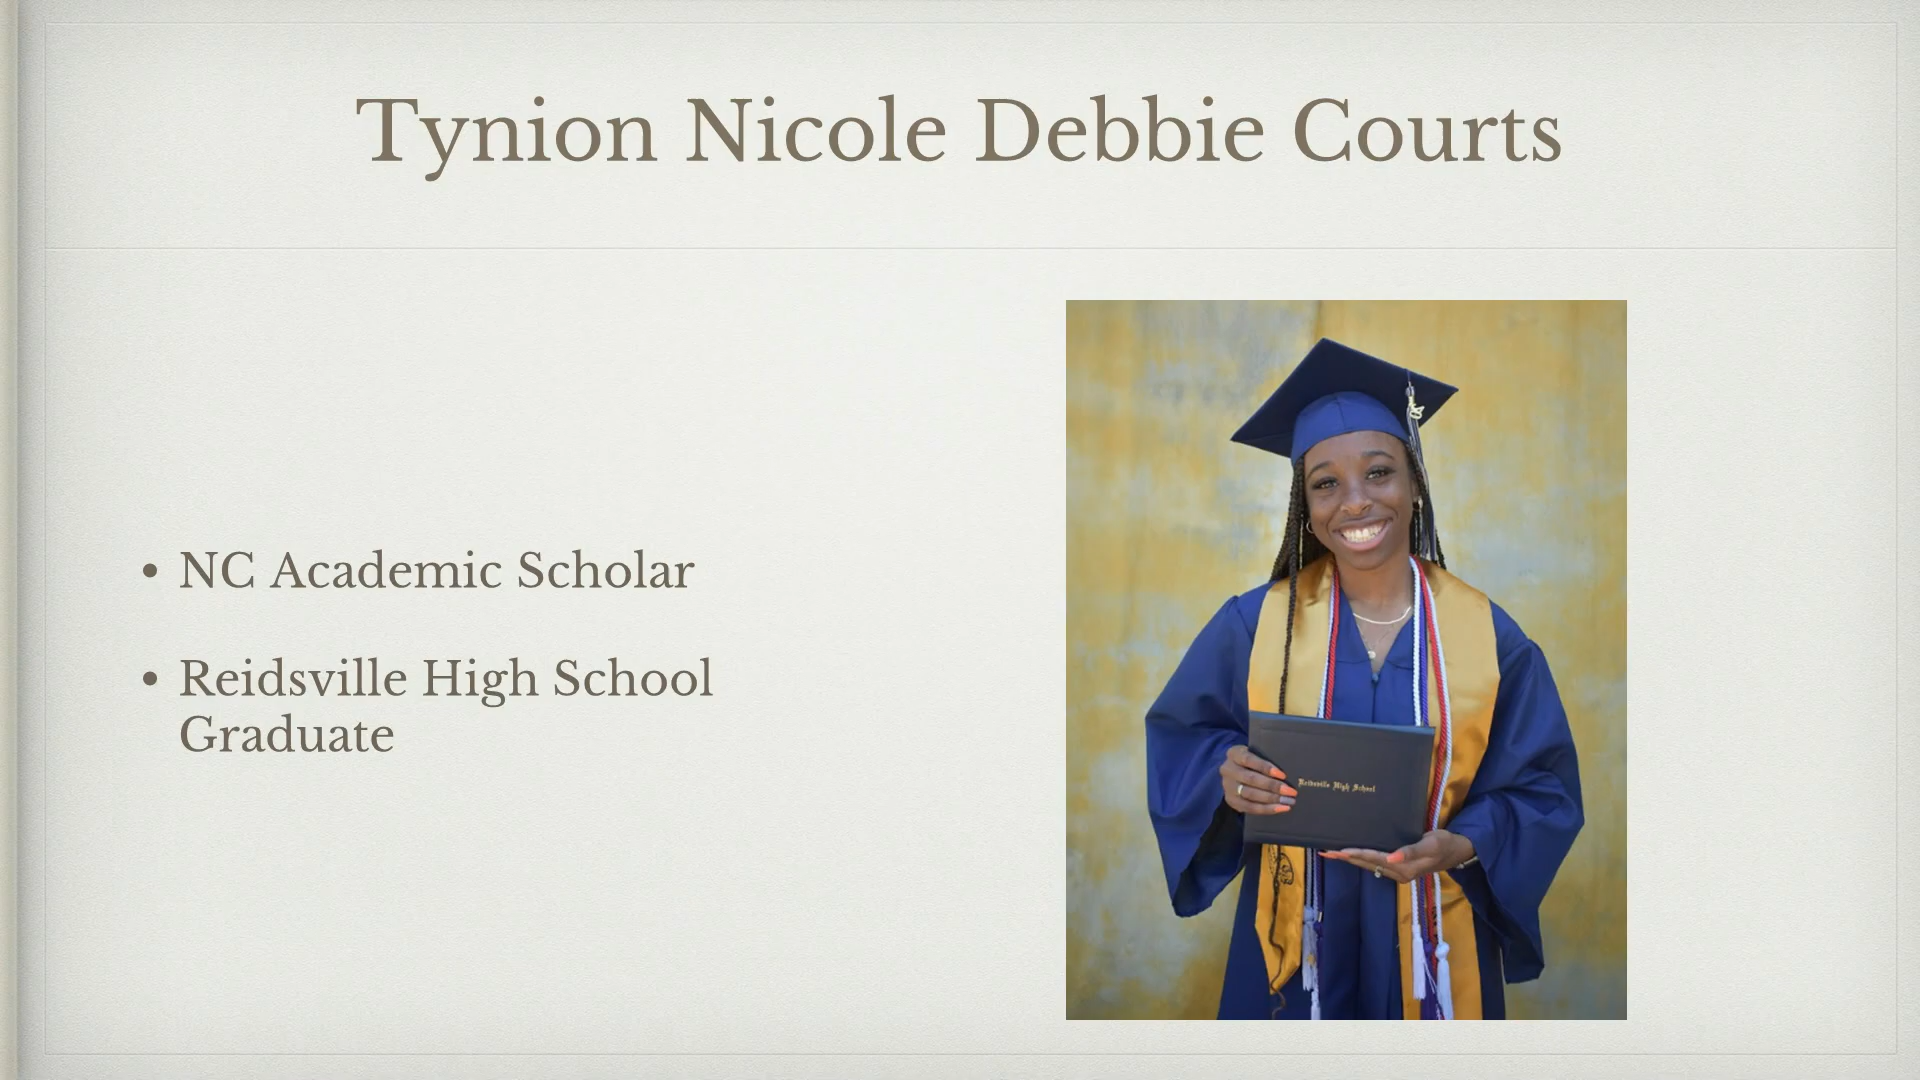 Tynion Nicole Debbie Courts
• NC Academic Scholar
• Reidsville High School
Graduate
Reidsville High School